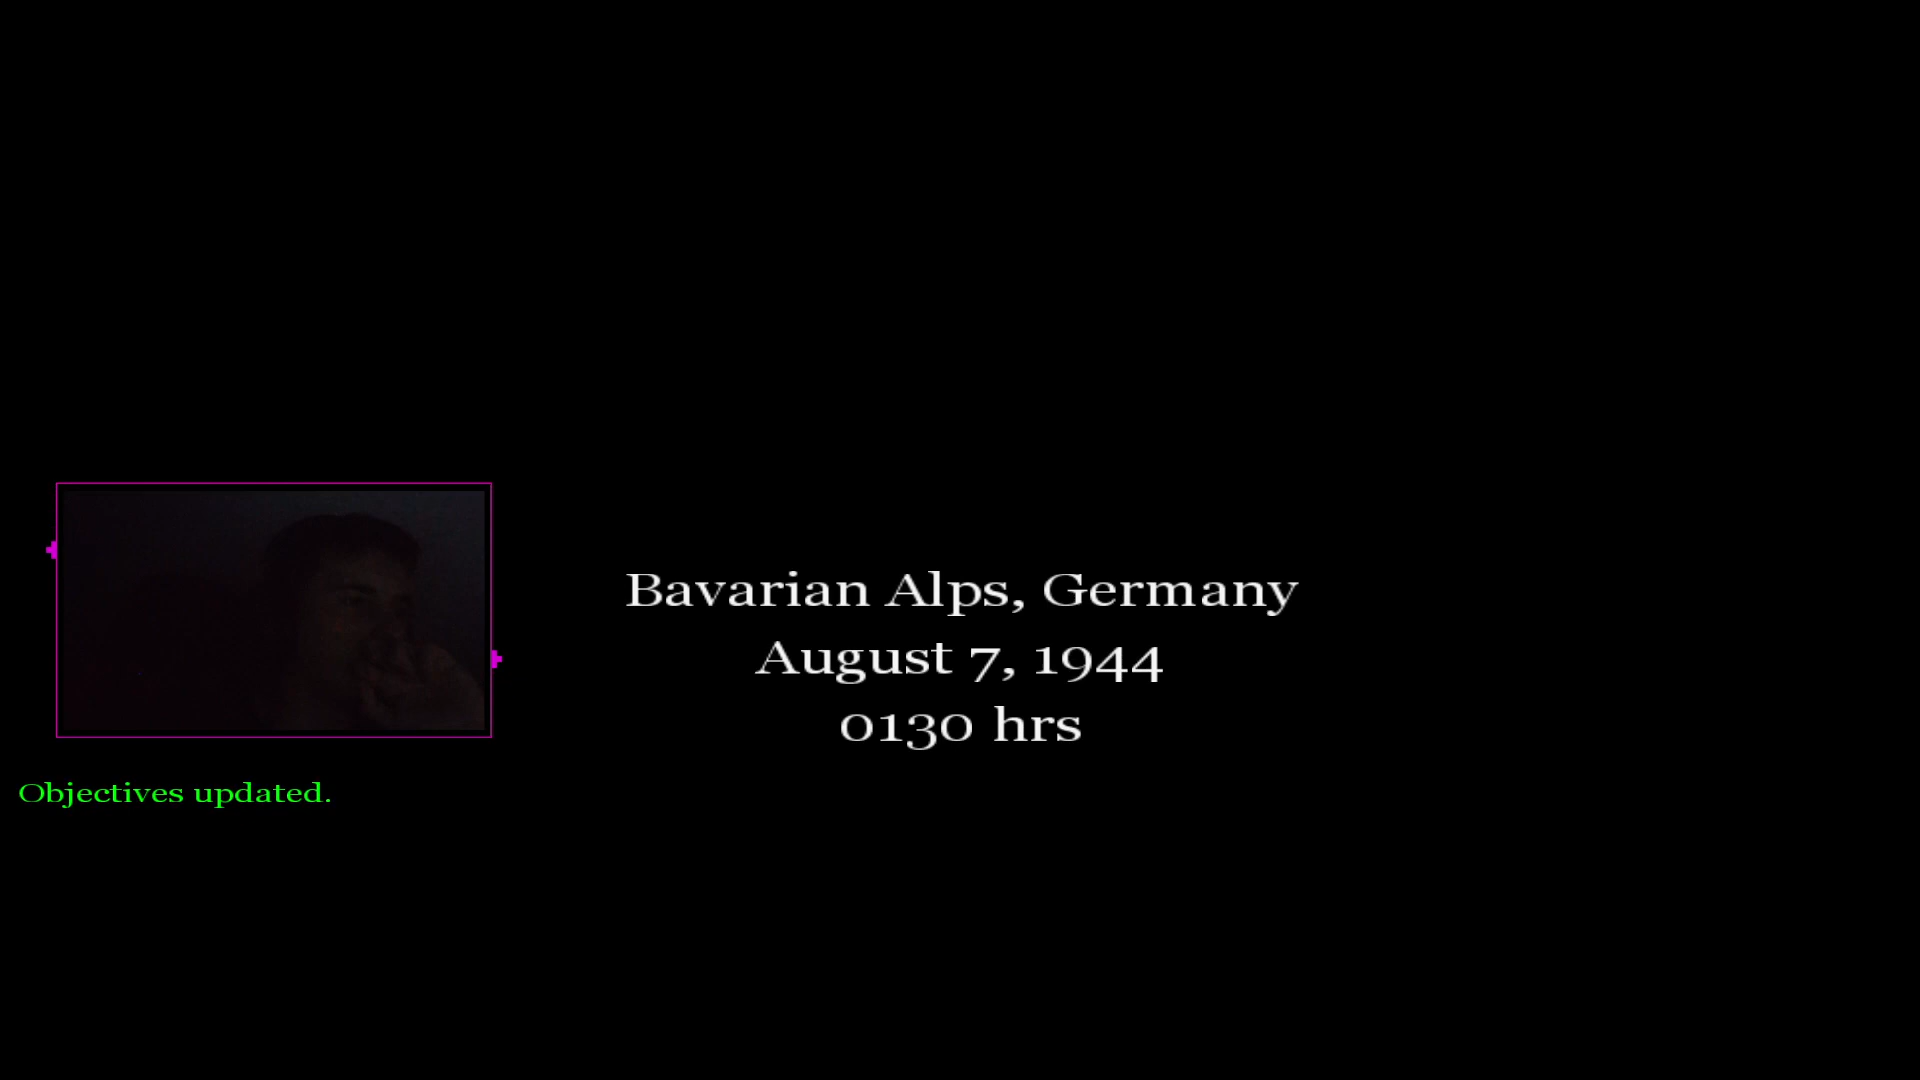 Bavarian Alps, Germany
August 7, 1944
0130 hrs
Objectives updated.